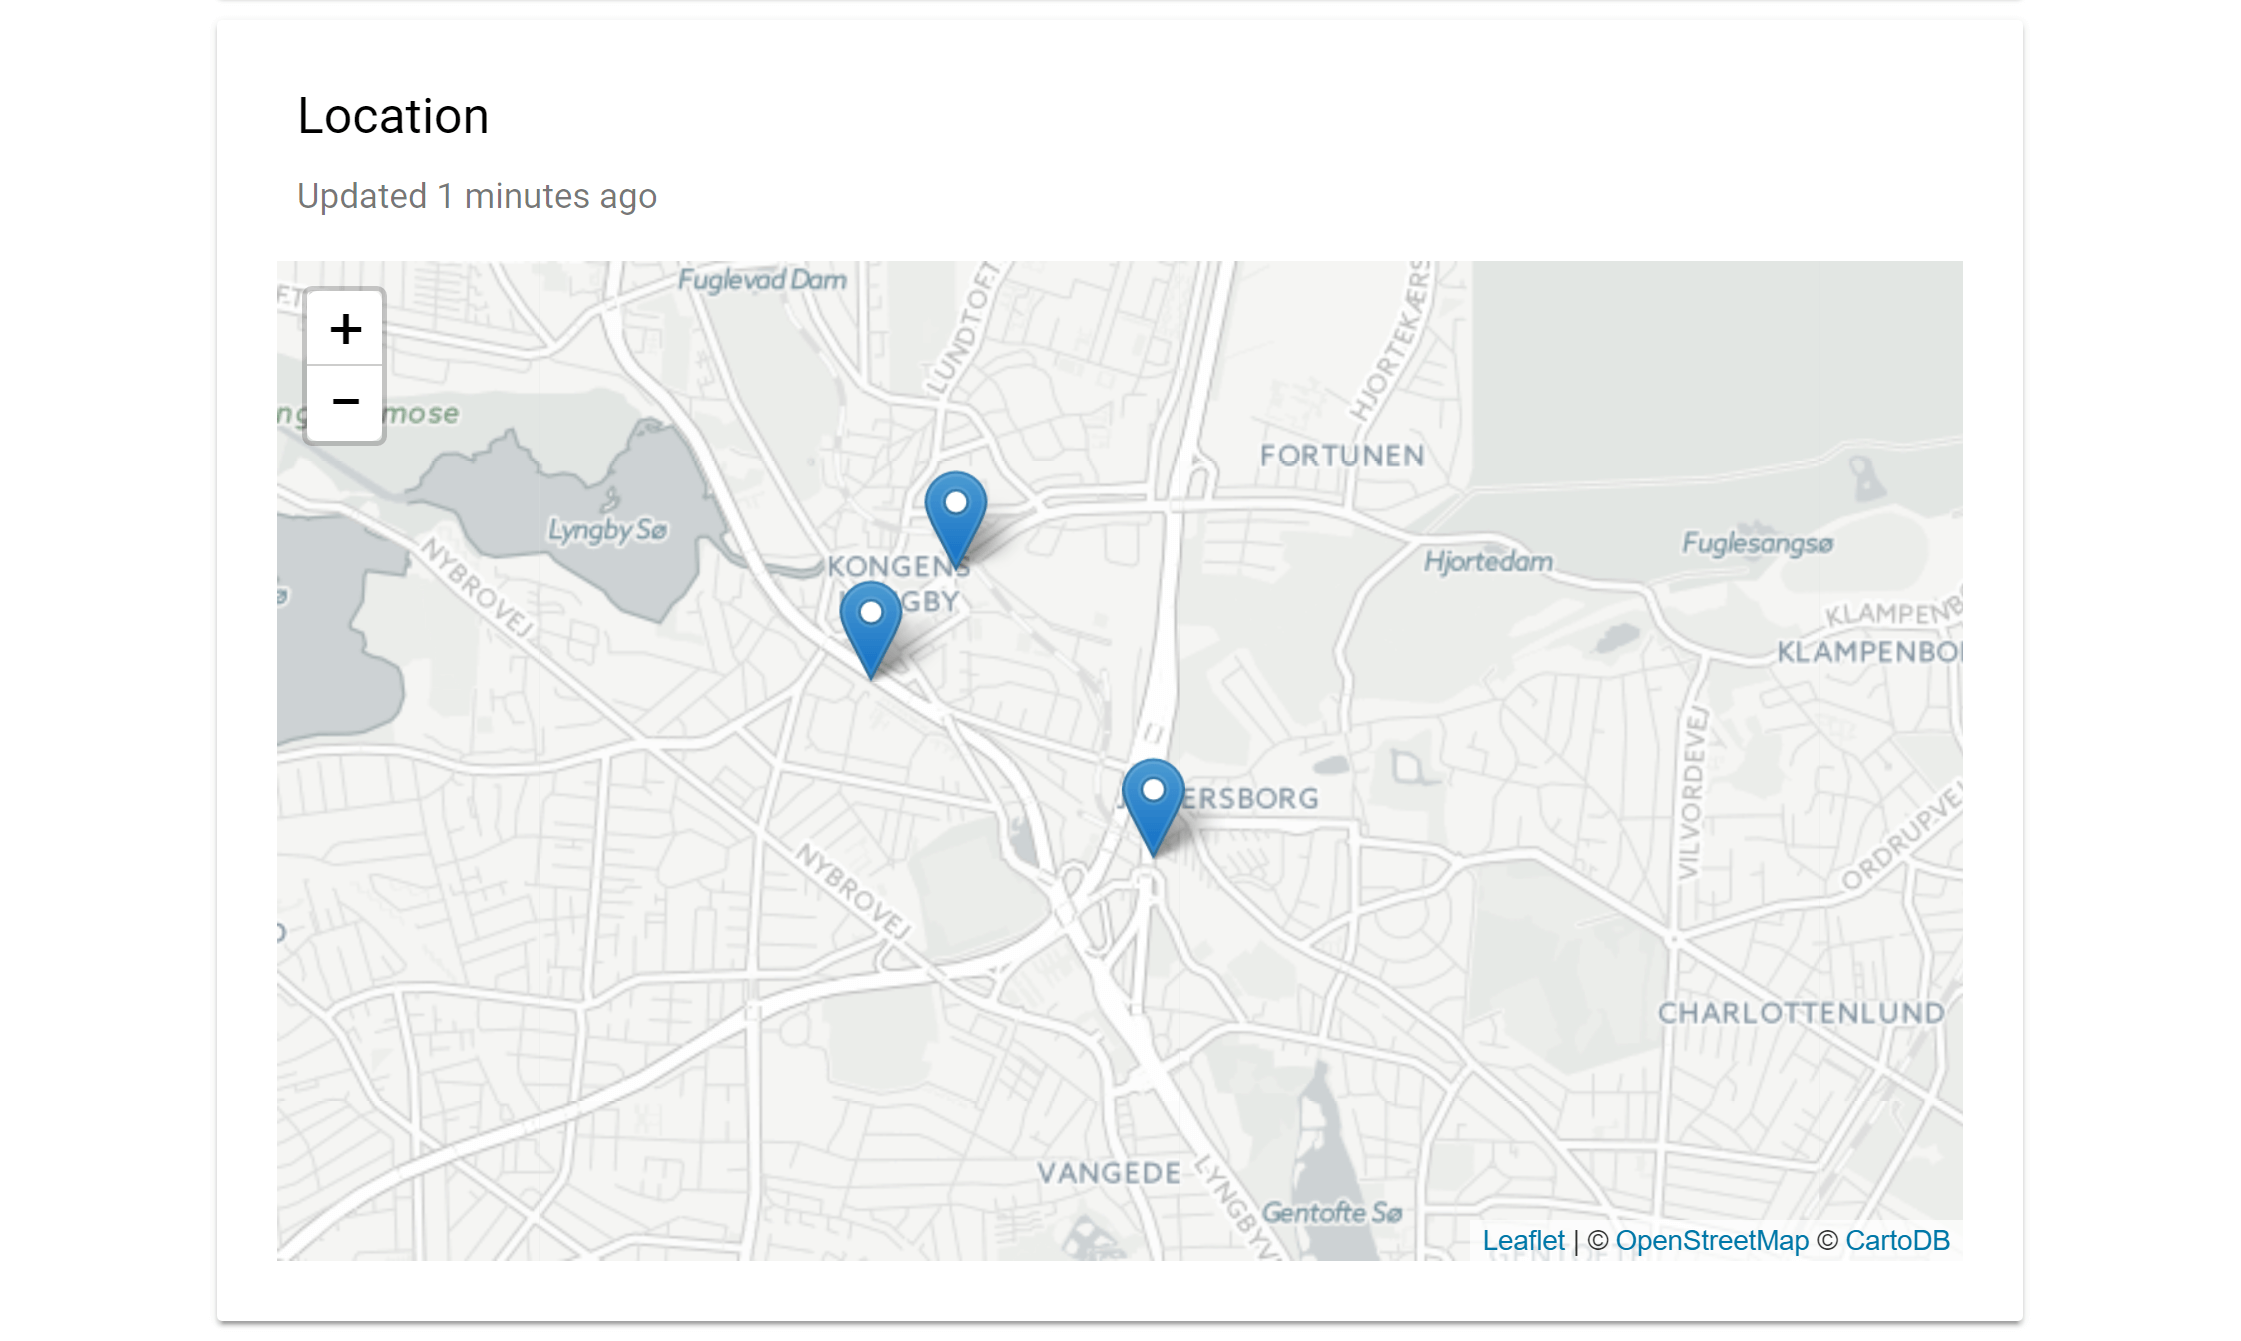 Location
Updated 1 minutes ago
+
−
Fuglevad Dam
LUNDTOFT
HJORTEKÆRS
mose
FORTUNEN
Lyngby Sø
NYBROVEJ
KONGENS
GBY
Hjortedam
Fuglesangsø
KLAMPENB
KLAMPENBO
ERSBORG
VILVORDEVEJ
ORDRUPVEJ
NYBROVEJ
CHARLOTTENLUND
VANGEDE
LYNGBYV
Gentofte Sø
Leaflet | © OpenStreetMap © CartoDB